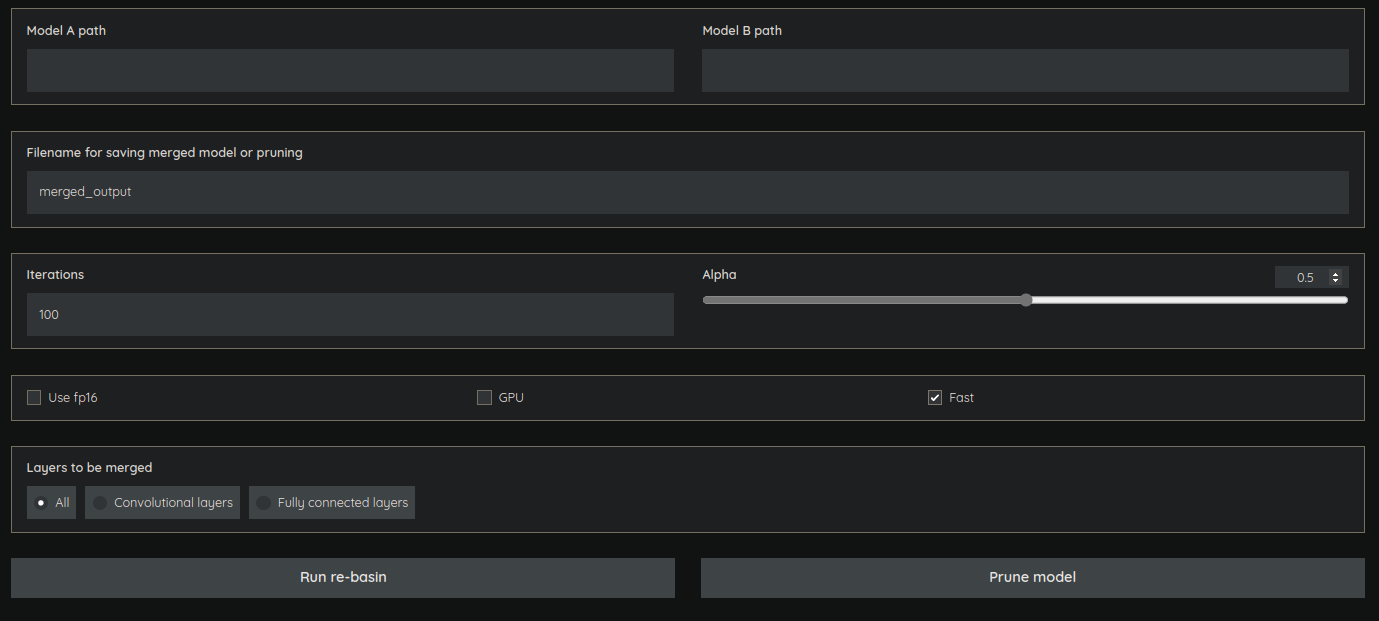 Model A path
Model B path
Filename for saving merged model or pruning
merged_output
Iterations
100
Alpha
0.5
Use fp16
GPU
Fast
Layers to be merged
All
Convolutional layers
Fully connected layers
Run re-basin
Prune model